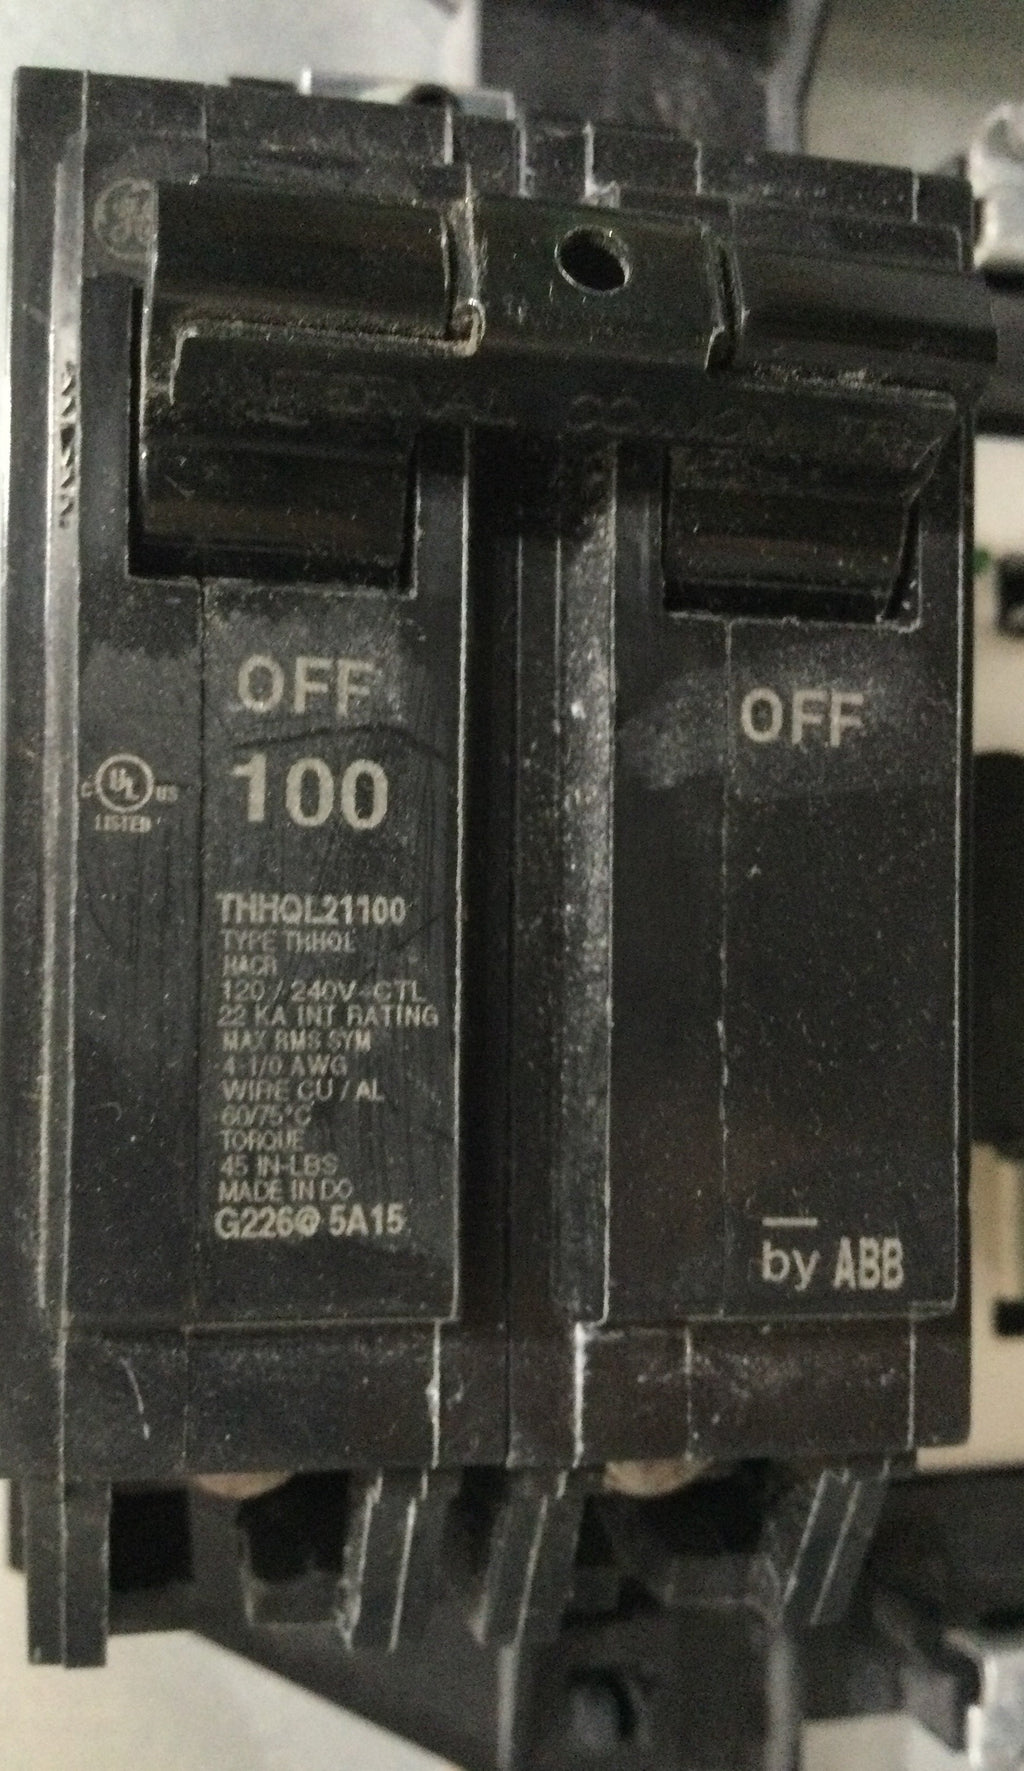 OFF
100
c UL us
LISTED
THHQL21100
TYPE THHQL
HACR
120 / 240V-CTL
22 KA INT RATING
MAX RMS SYM
4-1/0 AWG
WIRE CU / AL
60/75°C
TORQUE
45 IN-LBS
MADE IN DO
G226@ 5A15
OFF
by ABB